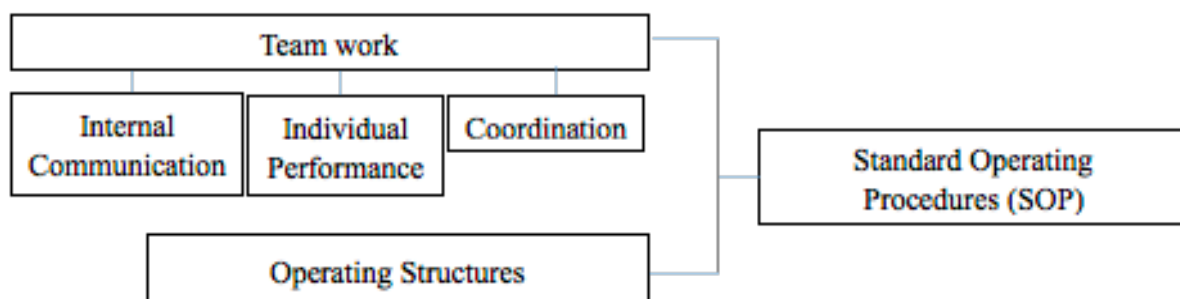 Team work
Internal
Communication
Individual
Performance
Coordination
Standard Operating
Procedures (SOP)
Operating Structures